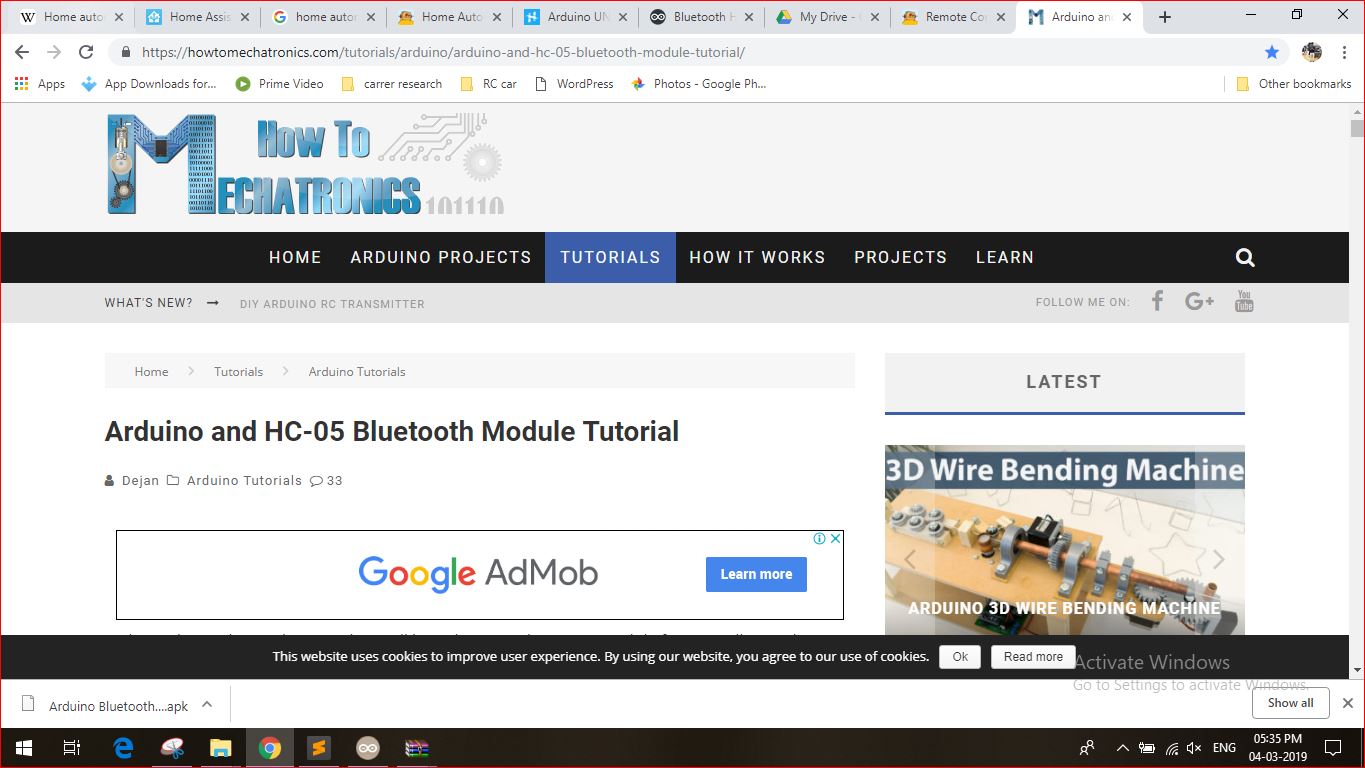 Home autor
Home Assis
home autor
Home Auto
Arduino UN
Bluetooth H
My Drive - G
Remote Co
Arduino and
https://howtomechatronics.com/tutorials/arduino/arduino-and-hc-05-bluetooth-module-tutorial/
Apps App Downloads for... Prime Video carrer research RC car WordPress Photos - Google Ph... Other bookmarks
HOW TO
MECHATRONICS 101110
HOME ARDUINO PROJECTS TUTORIALS HOW IT WORKS PROJECTS LEARN
WHAT'S NEW? → DIY ARDUINO RC TRANSMITTER FOLLOW ME ON: f G+ You Tube
Home > Tutorials > Arduino Tutorials
LATEST
Arduino and HC-05 Bluetooth Module Tutorial
Dejan Arduino Tutorials 33
3D Wire Bending Machine
Google AdMob Learn more
ARDUINO 3D WIRE BENDING MACHINE
This website uses cookies to improve user experience. By using our website, you agree to our use of cookies. Ok Read more
Activate Windows
Go to Settings to activate Windows.
Arduino Bluetooth....apk
Show all
ENG
05:35 PM
04-03-2019